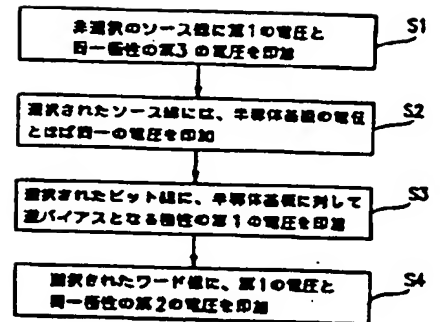 非選択のソース線に第1の電圧と
同一極性の第3の電圧を印加
S1
選択されたソース線には、半導体基板の電位
とほぼ同一の電圧を印加
S2
選択されたビット線に、半導体基板に対して
逆バイアスとなる極性の第1の電圧を印加
S3
選択されたワード線に、第1の電圧と
同一極性の第2の電圧を印加
S4